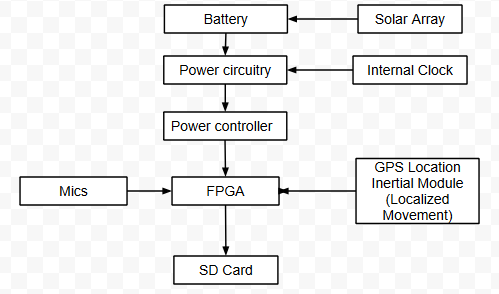 Battery
Solar Array
Power circuitry
Internal Clock
Power controller
Mics
FPGA
GPS Location
Inertial Module
(Localized
Movement)
SD Card